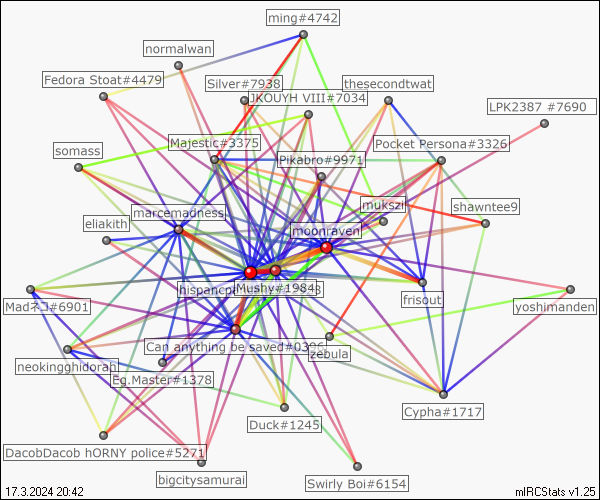 ming#4742
normalwan
Fedora Stoat#4479
Silver#7938
thesecondtwat
JKOUYH VIII#7034
LPK2387 #7690
Majestic#3375
Pocket Persona#3326
somass
Pikabro#9971
marcemadness
mukszi
shawntee9
eliakith
moonraven
Mushy#1984
Madネコ#6901
frisout
yoshimanden
Can anything be saved#03
zebula
neokingghidorah
Eg.Master#1378
Cypha#1717
Duck#1245
DacobDacob hORNY police#5271
bigcitysamurai
Swirly Boi#6154
17.3.2024 20:42
mIRCStats v1.25